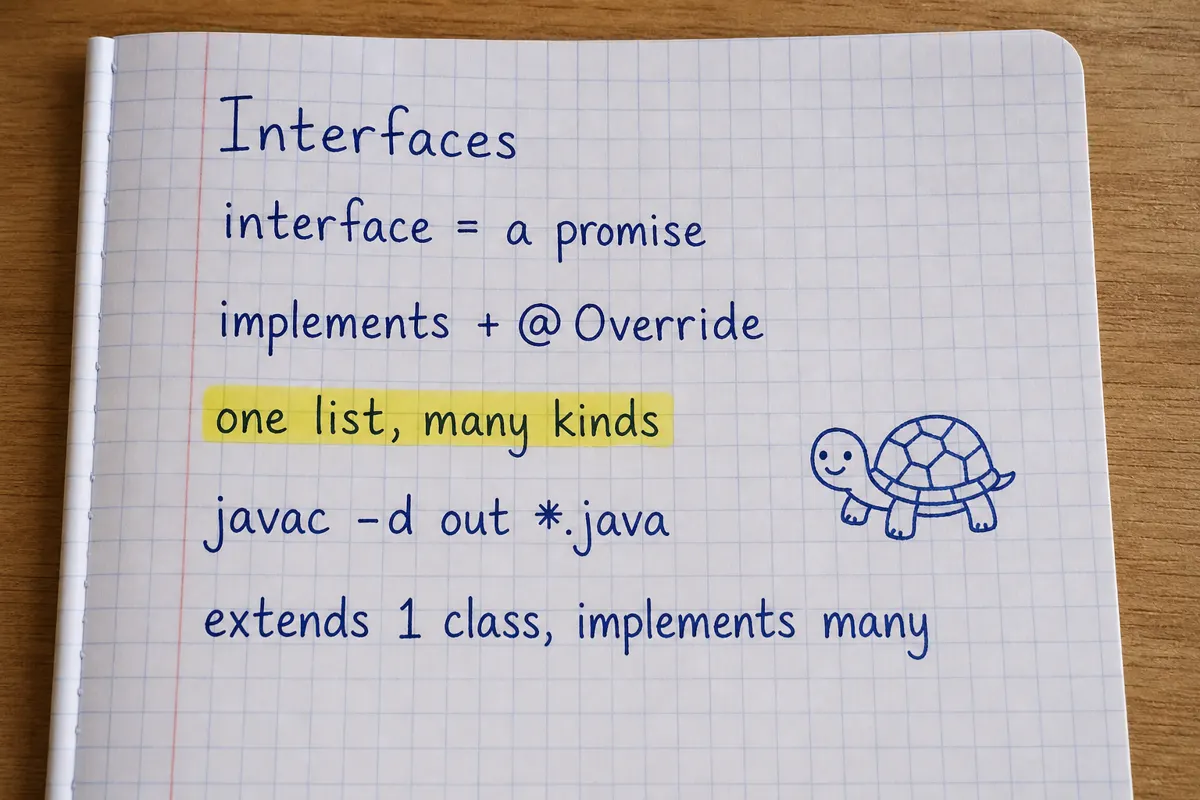 Interfaces
interface = a promise
implements + @Override
one list, many kinds
javac -d out *.java
extends 1 class, implements many